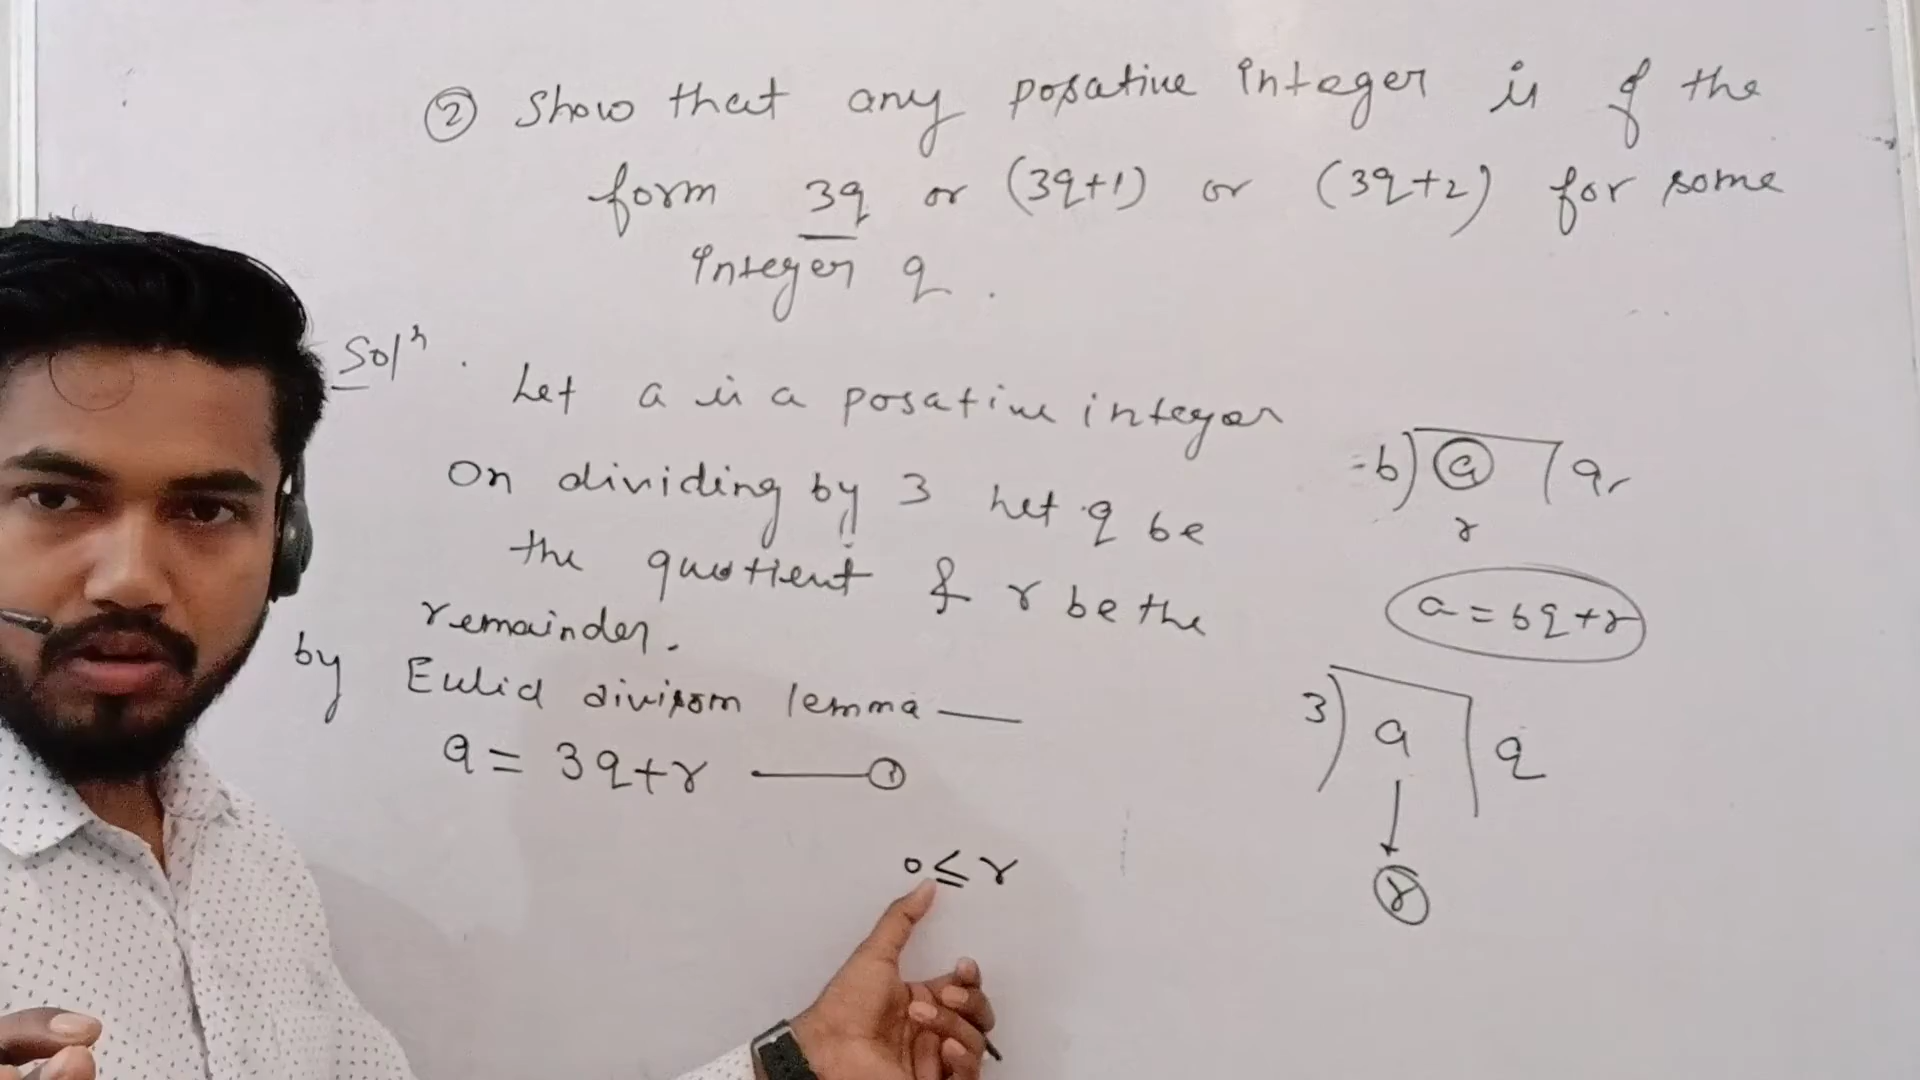 ② Show that any posative integer is of the
form 3q or (3q+1) or (3q+2) for some
integer q.
Solⁿ.
Let a is a posative integer
On dividing by 3 Let q be
the quotient & r be the
remainder.
by Eulid divisom lemma —
a = 3q+r —— ①
0 ≤ r
b) a ( q
r
a = bq+r
3) a ( q
r